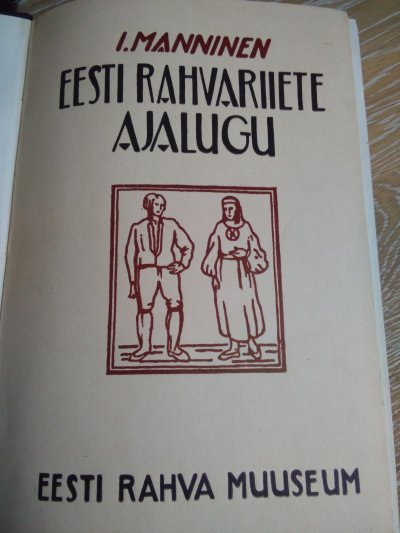 I. MANNINEN
EESTI RAHVARIIETE
AJALUGU
EESTI RAHVA MUUSEUM